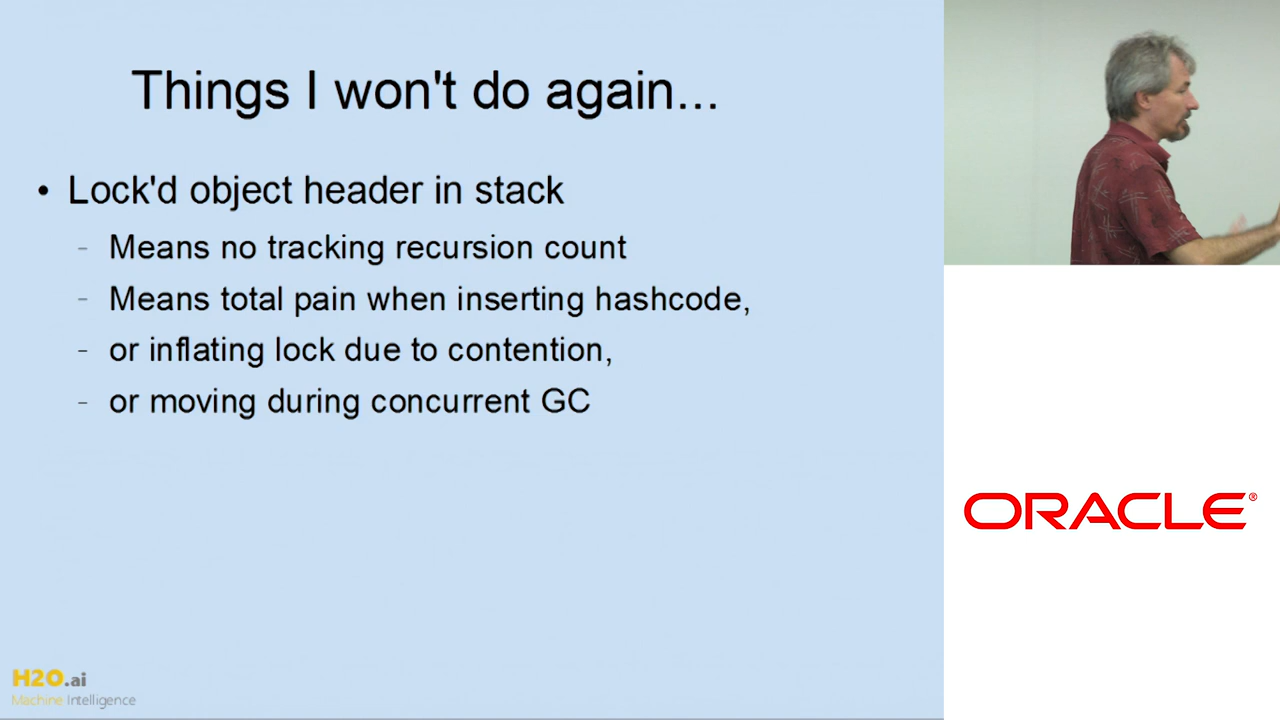 Things I won't do again...
• Lock'd object header in stack
- Means no tracking recursion count
- Means total pain when inserting hashcode,
- or inflating lock due to contention,
- or moving during concurrent GC
ORACLE®
H2O.ai
Machine Intelligence